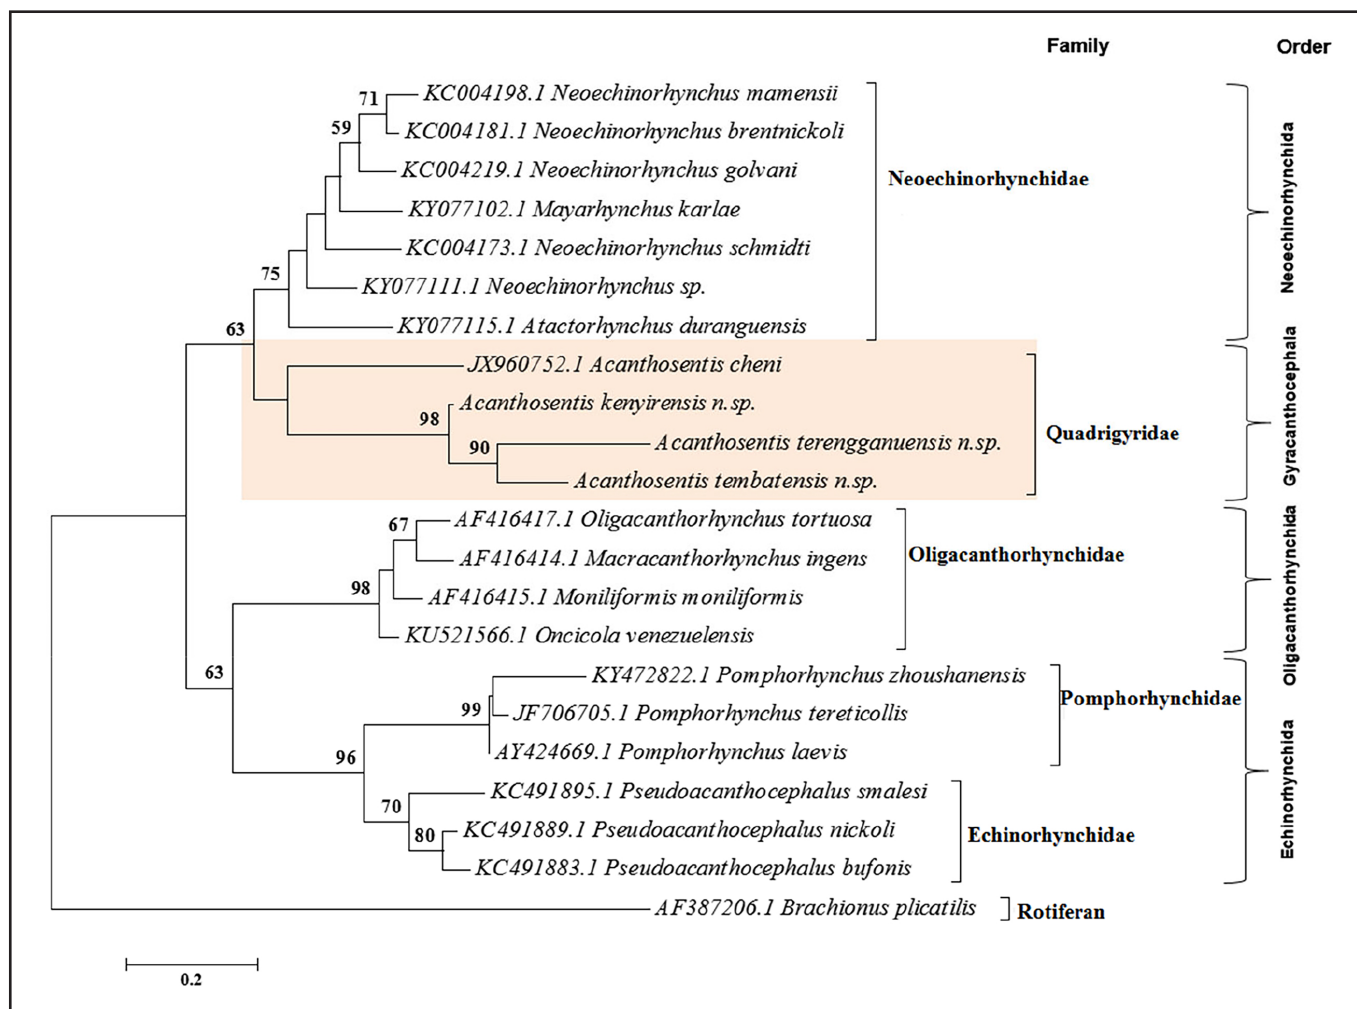 Family
Order
71
KC004198.1 Neoechinorhynchus mamensii
59
KC004181.1 Neoechinorhynchus brentnickoli
KC004219.1 Neoechinorhynchus golvani
Neoechinorhynchidae
KY077102.1 Mayarhynchus karlae
Neoechinorhynchida
KC004173.1 Neoechinorhynchus schmidti
75
KY077111.1 Neoechinorhynchus sp.
KY077115.1 Atactorhynchus duranguensis
63
JX960752.1 Acanthosentis cheni
Acanthosentis kenyirensis n.sp.
98
Quadrigyridae
Gyracanthocephala
90
Acanthosentis terengganuensis n.sp.
Acanthosentis tembatensis n.sp.
67
AF416417.1 Oligacanthorhynchus tortuosa
AF416414.1 Macracanthorhynchus ingens
Oligacanthorhynchidae
98
AF416415.1 Moniliformis moniliformis
Oligacanthorhynchida
KU521566.1 Oncicola venezuelensis
63
KY472822.1 Pomphorhynchus zhoushanensis
Pomphorhynchidae
99
JF706705.1 Pomphorhynchus tereticollis
AY424669.1 Pomphorhynchus laevis
96
Echinorhynchida
KC491895.1 Pseudoacanthocephalus smalesi
70
80
KC491889.1 Pseudoacanthocephalus nickoli
Echinorhynchidae
KC491883.1 Pseudoacanthocephalus bufonis
AF387206.1 Brachionus plicatilis
Rotiferan
0.2